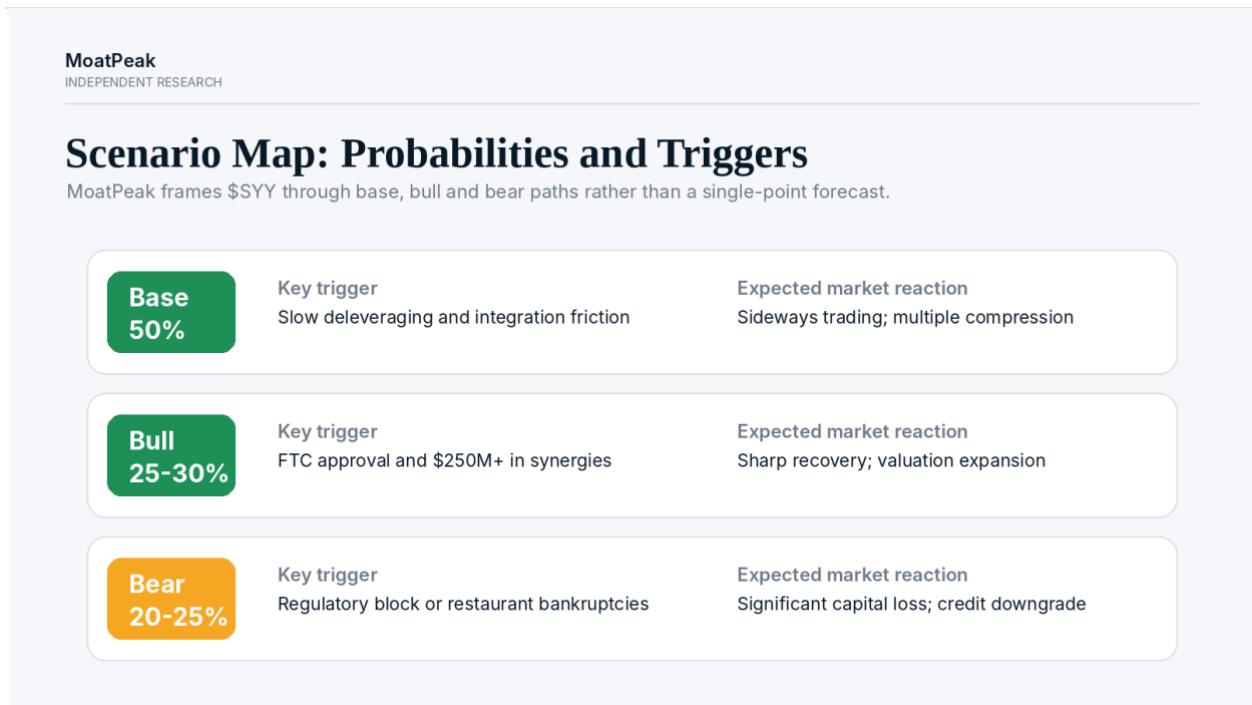 MoatPeak
INDEPENDENT RESEARCH
Scenario Map: Probabilities and Triggers
MoatPeak frames $SYY through base, bull and bear paths rather than a single-point forecast.
Base
50%
Key trigger
Slow deleveraging and integration friction
Expected market reaction
Sideways trading; multiple compression
Bull
25-30%
Key trigger
FTC approval and $250M+ in synergies
Expected market reaction
Sharp recovery; valuation expansion
Bear
20-25%
Key trigger
Regulatory block or restaurant bankruptcies
Expected market reaction
Significant capital loss; credit downgrade